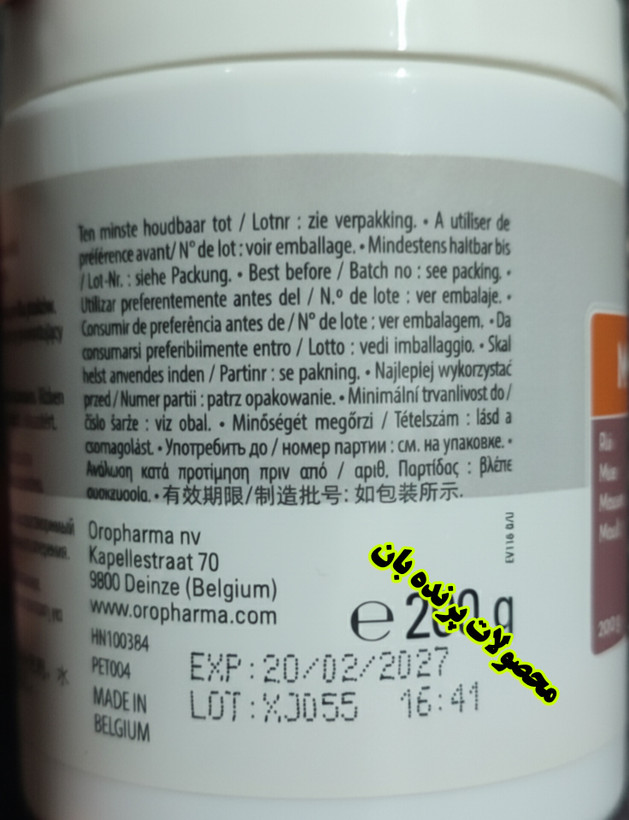 Ten minste houdbaar tot / Lotnr : zie verpakking. • A utiliser de
préférence avant/ N° de lot : voir emballage. • Mindestens haltbar bis
/ Lot-Nr. : siehe Packung. • Best before / Batch no : see packing. •
Utilizar preferentemente antes del / N.º de lote : ver embalaje. •
Consumir de preferência antes de / N° de lote : ver embalagem. • Da
consumarsi preferibilmente entro / Lotto : vedi imballaggio. • Skal
helst anvendes inden / Partinr : se pakning. • Najlepiej wykorzystać
przed / Numer partii : patrz opakowanie. • Minimální trvanlivost do /
číslo šarže : viz obal. • Minőségét megőrzi / Tételszám : lásd a
csomagolást. • Употребить до / номер партии : см. на упаковке. •
Ανάλωση κατά προτίμηση πριν από / αριθ. Παρτίδας : βλέπε
συσκευασία. • 有效期限/制造批号: 如包装所示.
Oropharma nv
Kapellestraat 70
9800 Deinze (Belgium)
www.oropharma.com
EV116 0/U
℮ 200 g
محصولات پرنده بان
HN100384
PET004
MADE IN
BELGIUM
EXP:20/02/2027
LOT:XJ055 16:41
M
Rui
200 g
水